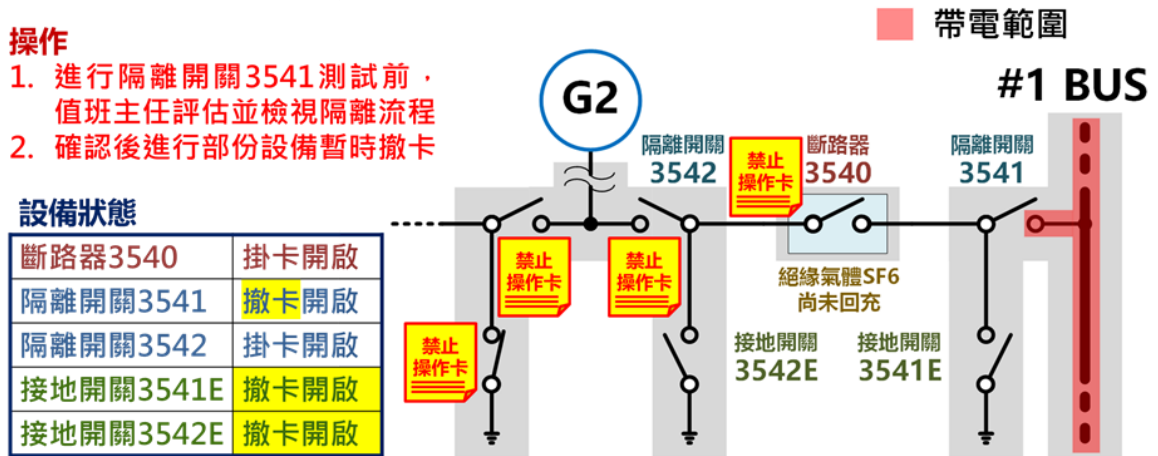 操作
1. 進行隔離開關3541測試前，
值班主任評估並檢視隔離流程
2. 確認後進行部份設備暫時撤卡
帶電範圍
#1 BUS
G2
隔離開關
3542
禁止
操作卡
斷路器
3540
隔離開關
3541
設備狀態
斷路器3540 掛卡開啟
隔離開關3541 撤卡開啟
隔離開關3542 掛卡開啟
接地開關3541E 撤卡開啟
接地開關3542E 撤卡開啟
禁止
操作卡
禁止
操作卡
禁止
操作卡
絕緣氣體SF6
尚未回充
接地開關
3542E
接地開關
3541E